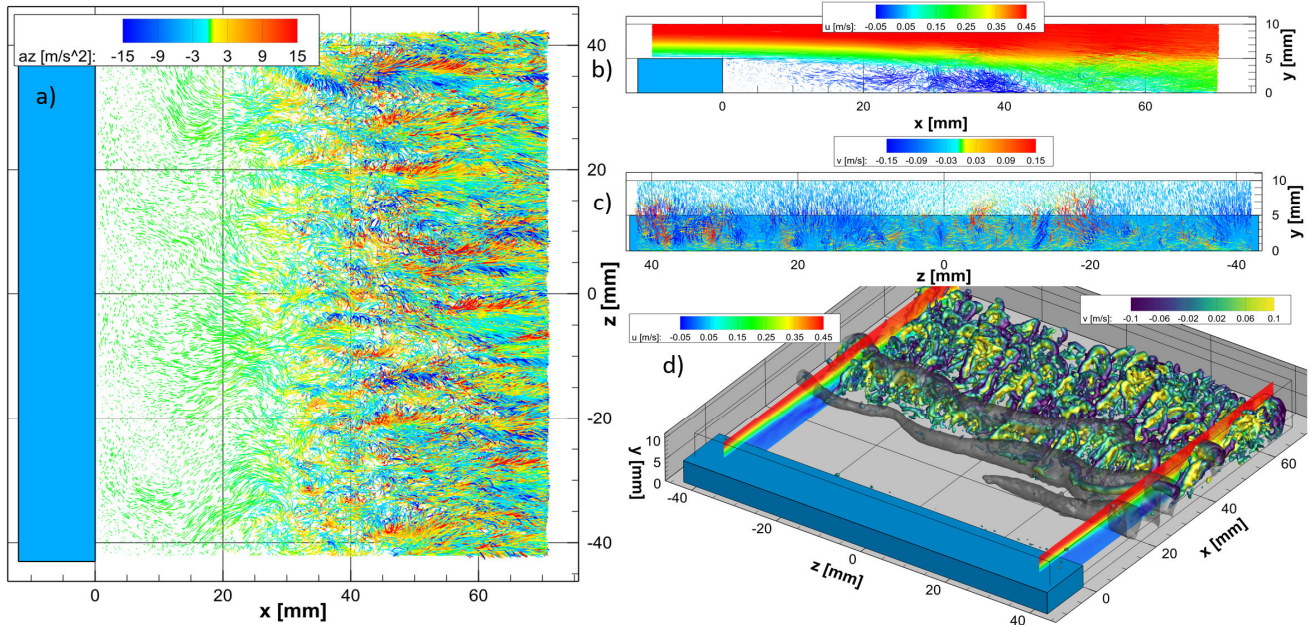 a)
az [m/s^2]: -15 -9 -3 3 9 15
40
20
0
-20
-40
z [mm]
0 20 40 60
x [mm]
b)
u [m/s]: -0.05 0.05 0.15 0.25 0.35 0.45
10
5
0
y [mm]
0 20 40 60
x [mm]
c)
v [m/s]: -0.15 -0.09 -0.03 0.03 0.09 0.15
10
5
0
y [mm]
40 20 0 -20 -40
z [mm]
d)
u [m/s]: -0.05 0.05 0.15 0.25 0.35 0.45
v [m/s]: -0.1 -0.06 -0.02 0.02 0.06 0.1
y [mm]
10
5
0
-40 -20 0 20 40
z [mm]
0 20 40 60
x [mm]